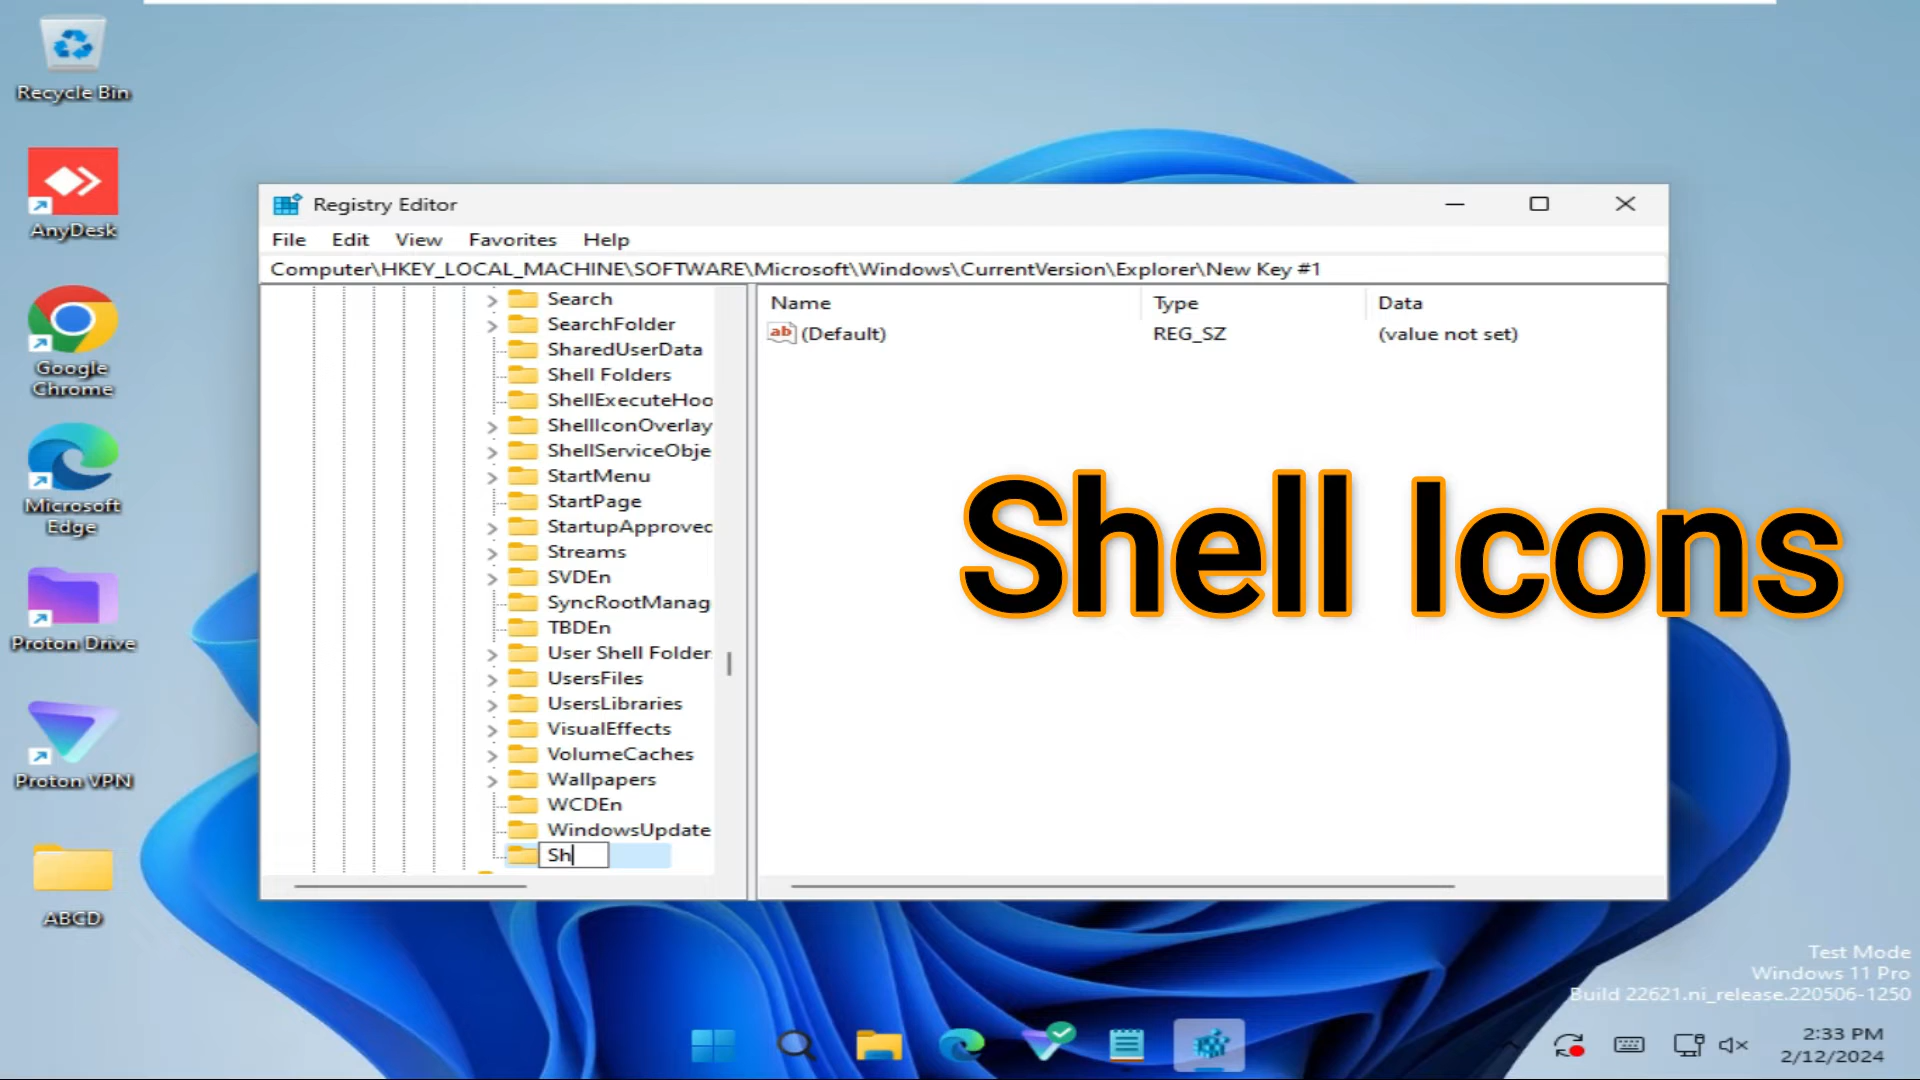 Recycle Bin
AnyDesk
Google
Chrome
Microsoft
Edge
Proton Drive
Proton VPN
ABCD
Registry Editor
File Edit View Favorites Help
Computer\HKEY_LOCAL_MACHINE\SOFTWARE\Microsoft\Windows\CurrentVersion\Explorer\New Key #1
Search
SearchFolder
SharedUserData
Shell Folders
ShellExecuteHoo
ShellIconOverlay
ShellServiceObje
StartMenu
StartPage
StartupApproved
Streams
SVDEn
SyncRootManag
TBDEn
User Shell Folder
UsersFiles
UsersLibraries
VisualEffects
VolumeCaches
Wallpapers
WCDEn
WindowsUpdate
Sh
Name Type Data
ab (Default) REG_SZ (value not set)
Shell Icons
Test Mode
Windows 11 Pro
Build 22621.ni_release.220506-1250
2:33 PM
2/12/2024